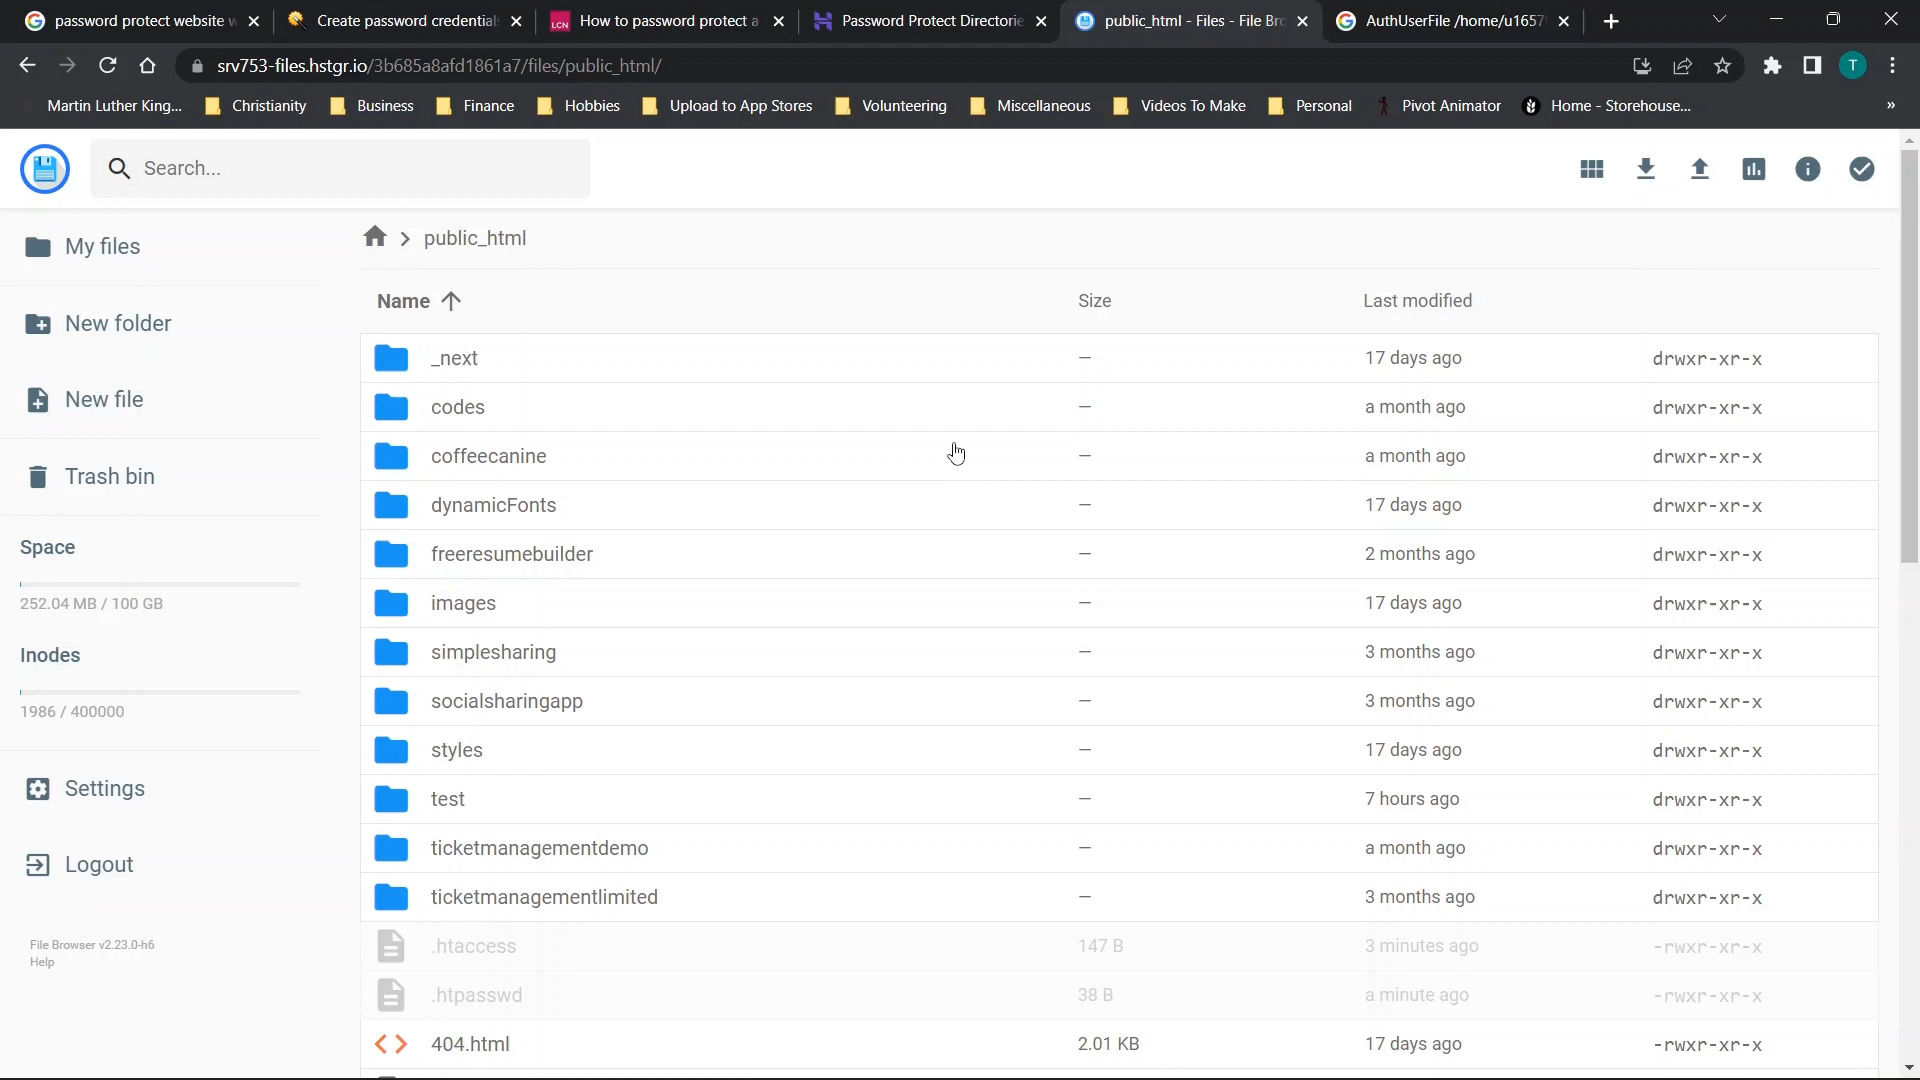 password protect website w
Create password credential
LCN
How to password protect a
Password Protect Directorie
public_html - Files - File Bro
AuthUserFile /home/u1657
srv753-files.hstgr.io/3b685a8afd1861a7/files/public_html/
T
Martin Luther King...
Christianity
Business
Finance
Hobbies
Upload to App Stores
Volunteering
Miscellaneous
Videos To Make
Personal
Pivot Animator
Home - Storehouse...
»
Search...
My files
New folder
New file
Trash bin
Space
252.04 MB / 100 GB
Inodes
1986 / 400000
Settings
Logout
File Browser v2.23.0-h6
Help
public_html
Name Size Last modified
_next — 17 days ago drwxr-xr-x
codes — a month ago drwxr-xr-x
coffeecanine — a month ago drwxr-xr-x
dynamicFonts — 17 days ago drwxr-xr-x
freeresumebuilder — 2 months ago drwxr-xr-x
images — 17 days ago drwxr-xr-x
simplesharing — 3 months ago drwxr-xr-x
socialsharingapp — 3 months ago drwxr-xr-x
styles — 17 days ago drwxr-xr-x
test — 7 hours ago drwxr-xr-x
ticketmanagementdemo — a month ago drwxr-xr-x
ticketmanagementlimited — 3 months ago drwxr-xr-x
.htaccess 147 B 3 minutes ago -rwxr-xr-x
.htpasswd 38 B a minute ago -rwxr-xr-x
404.html 2.01 KB 17 days ago -rwxr-xr-x